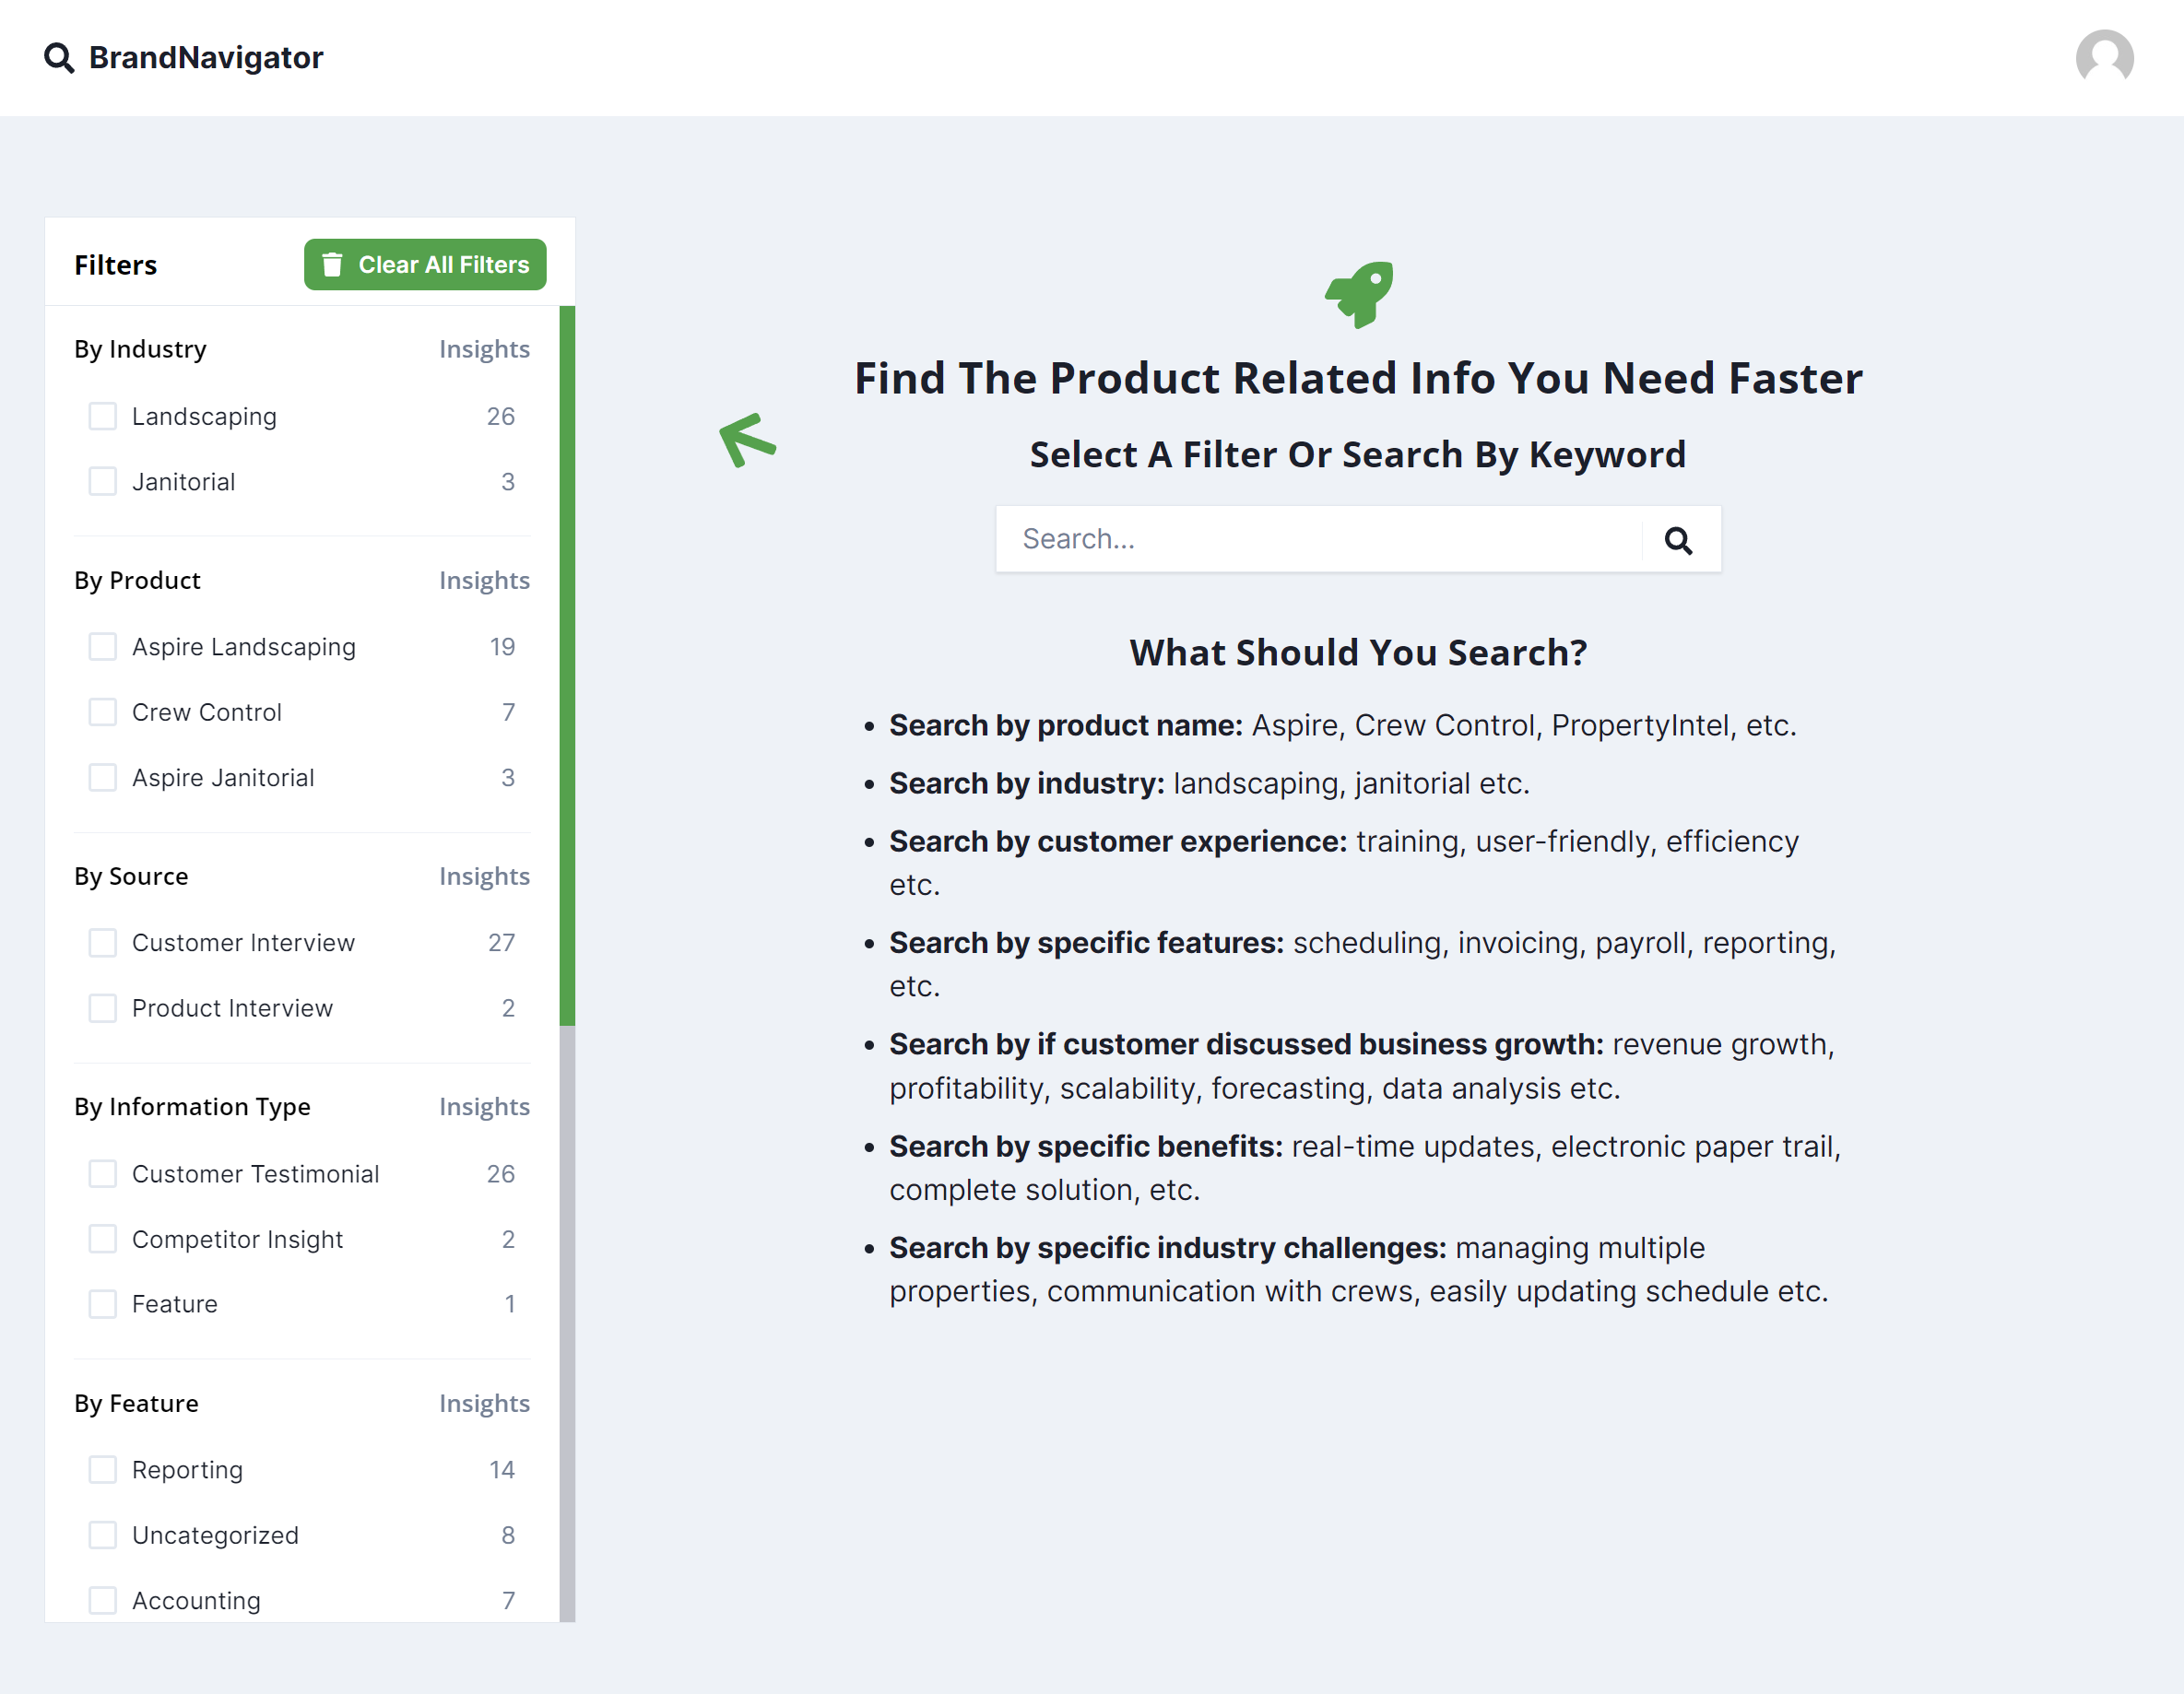 BrandNavigator
Filters
Clear All Filters
By Industry Insights
Landscaping 26
Janitorial 3
By Product Insights
Aspire Landscaping 19
Crew Control 7
Aspire Janitorial 3
By Source Insights
Customer Interview 27
Product Interview 2
By Information Type Insights
Customer Testimonial 26
Competitor Insight 2
Feature 1
By Feature Insights
Reporting 14
Uncategorized 8
Accounting 7
Find The Product Related Info You Need Faster
Select A Filter Or Search By Keyword
Search...
What Should You Search?
• Search by product name: Aspire, Crew Control, PropertyIntel, etc.
• Search by industry: landscaping, janitorial etc.
• Search by customer experience: training, user-friendly, efficiency
etc.
• Search by specific features: scheduling, invoicing, payroll, reporting,
etc.
• Search by if customer discussed business growth: revenue growth,
profitability, scalability, forecasting, data analysis etc.
• Search by specific benefits: real-time updates, electronic paper trail,
complete solution, etc.
• Search by specific industry challenges: managing multiple
properties, communication with crews, easily updating schedule etc.